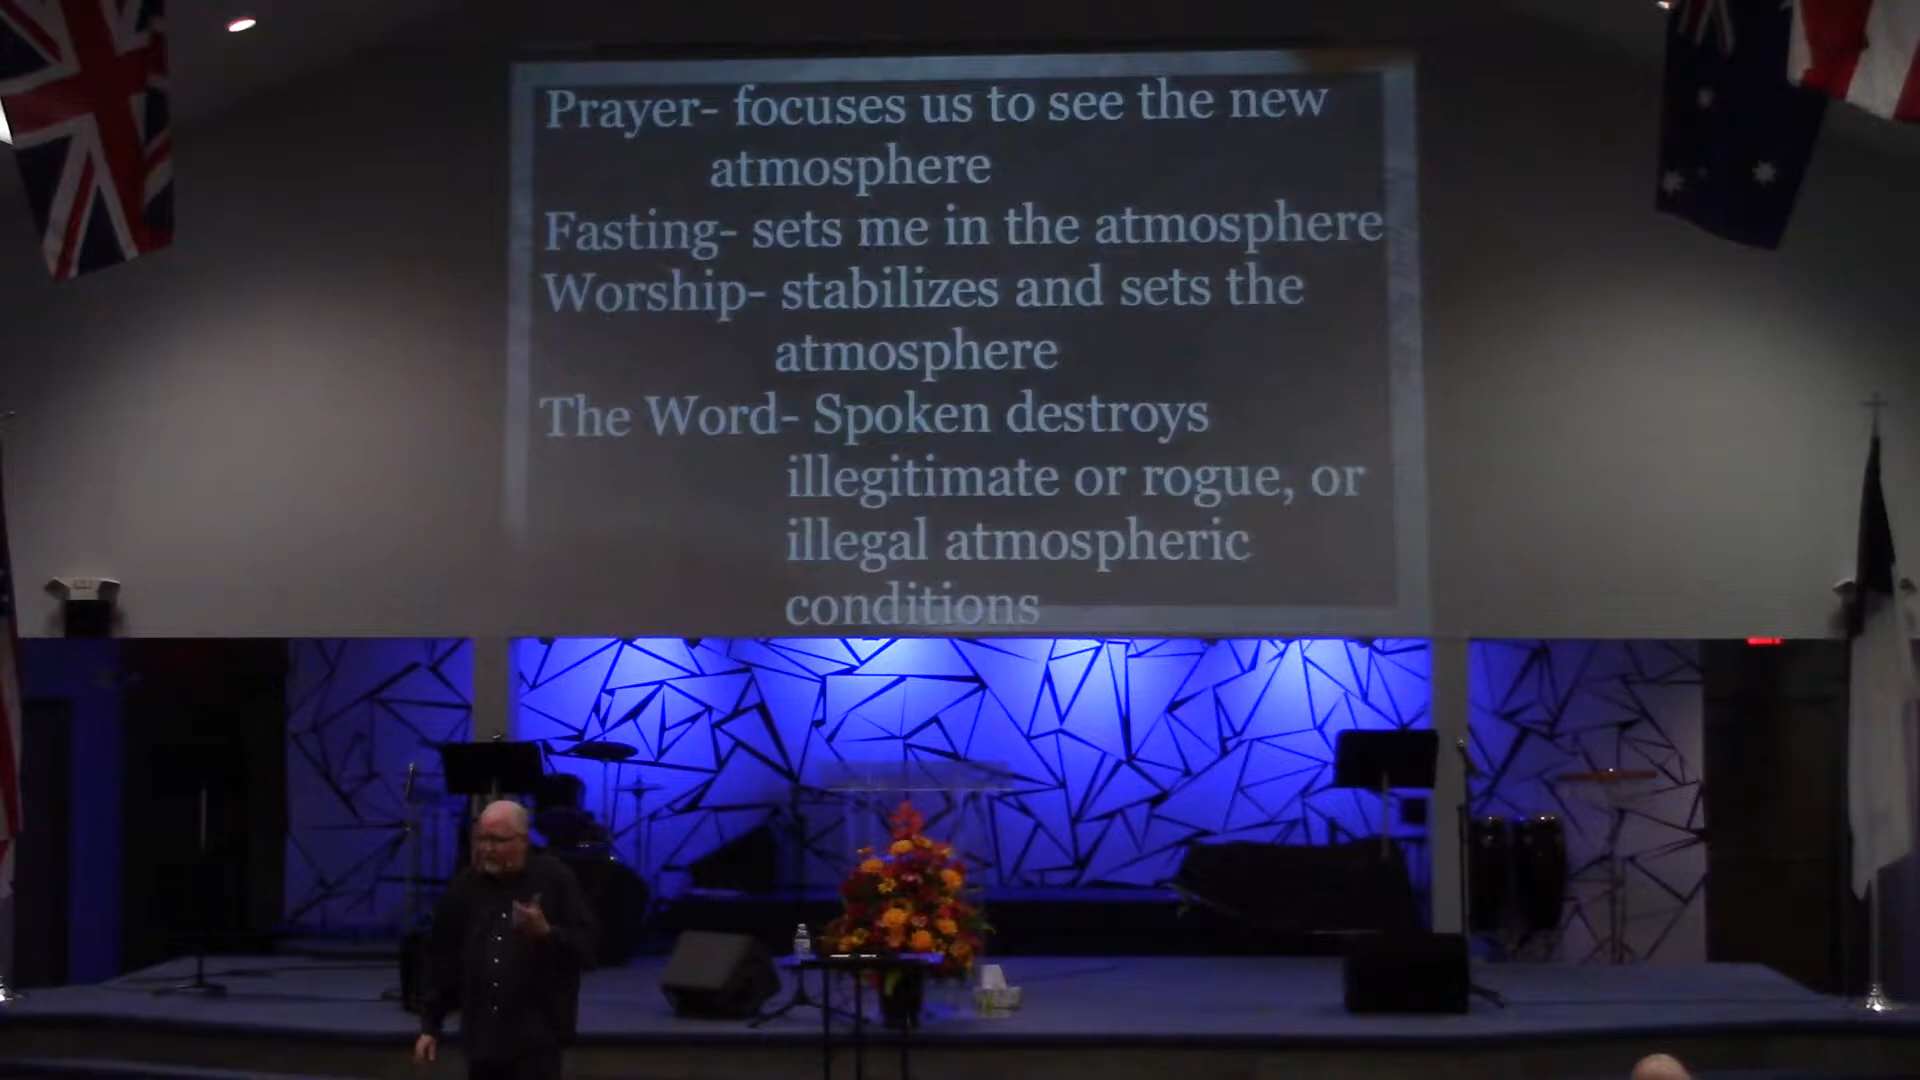 Prayer- focuses us to see the new
atmosphere
Fasting- sets me in the atmosphere
Worship- stabilizes and sets the
atmosphere
The Word- Spoken destroys
illegitimate or rogue, or
illegal atmospheric
conditions